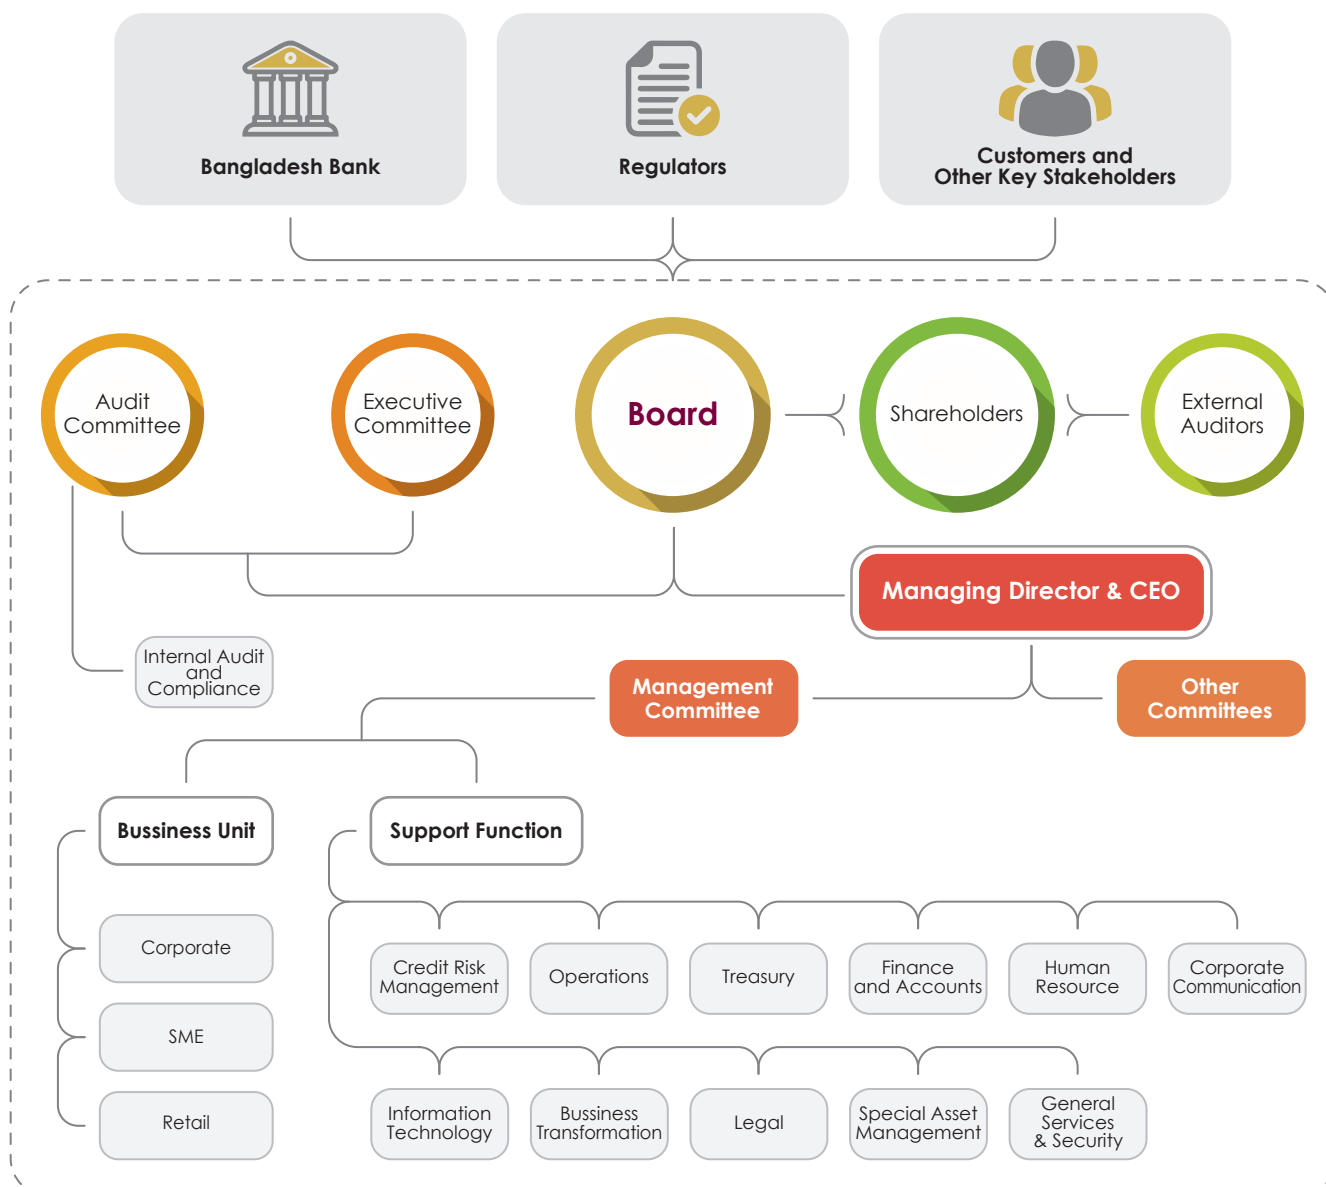 Bangladesh Bank
Regulators
Customers and
Other Key Stakeholders
Audit
Committee
Executive
Committee
Board
Shareholders
External
Auditors
Managing Director & CEO
Internal Audit
and
Compliance
Management
Committee
Other
Committees
Bussiness Unit
Support Function
Corporate
SME
Retail
Credit Risk
Management
Operations
Treasury
Finance
and Accounts
Human
Resource
Corporate
Communication
Information
Technology
Bussiness
Transformation
Legal
Special Asset
Management
General
Services
& Security